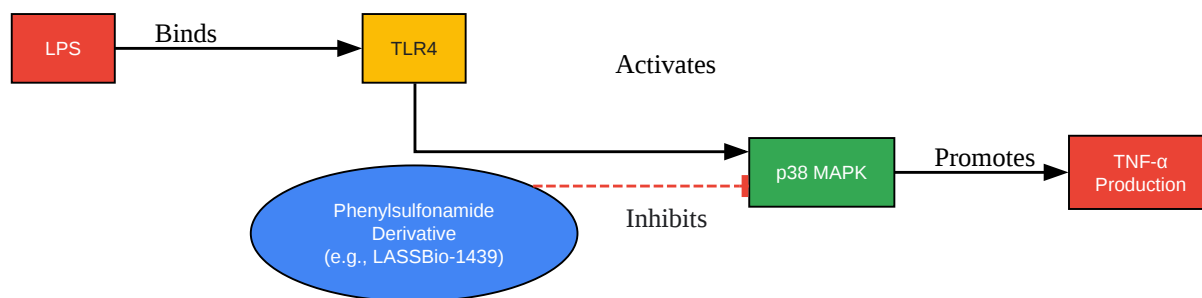 LPS
Binds
TLR4
Activates
p38 MAPK
Promotes
TNF-α
Production
Phenylsulfonamide
Derivative
(e.g., LASSBio-1439)
Inhibits